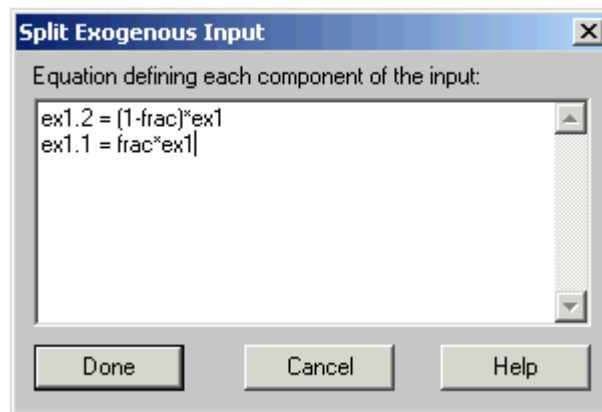 Split Exogenous Input
Equation defining each component of the input:
ex1.2 = (1-frac)*ex1
ex1.1 = frac*ex1
Done Cancel Help